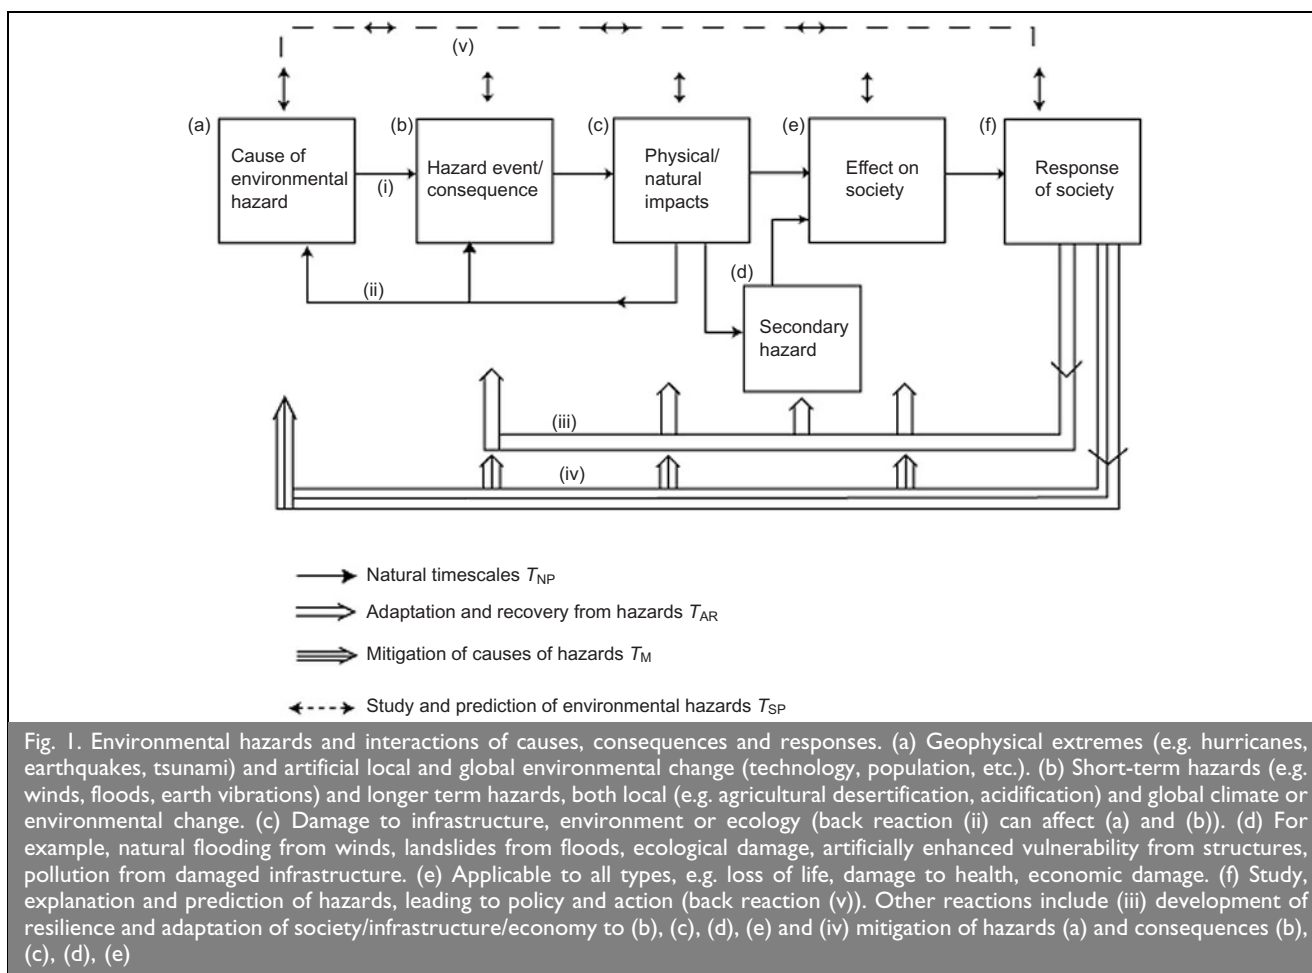 (v)
(a)
(b)
(c)
(e)
(f)
Cause of
environmental
hazard
(i)
Hazard event/
consequence
Physical/
natural
impacts
Effect on
society
Response
of society
(ii)
(d)
Secondary
hazard
(iii)
(iv)
Natural timescales TNP
Adaptation and recovery from hazards TAR
Mitigation of causes of hazards TM
Study and prediction of environmental hazards TSP
Fig. 1. Environmental hazards and interactions of causes, consequences and responses. (a) Geophysical extremes (e.g. hurricanes,
earthquakes, tsunami) and artificial local and global environmental change (technology, population, etc.). (b) Short-term hazards (e.g.
winds, floods, earth vibrations) and longer term hazards, both local (e.g. agricultural desertification, acidification) and global climate or
environmental change. (c) Damage to infrastructure, environment or ecology (back reaction (ii) can affect (a) and (b)). (d) For
example, natural flooding from winds, landslides from floods, ecological damage, artificially enhanced vulnerability from structures,
pollution from damaged infrastructure. (e) Applicable to all types, e.g. loss of life, damage to health, economic damage. (f) Study,
explanation and prediction of hazards, leading to policy and action (back reaction (v)). Other reactions include (iii) development of
resilience and adaptation of society/infrastructure/economy to (b), (c), (d), (e) and (iv) mitigation of hazards (a) and consequences (b),
(c), (d), (e)